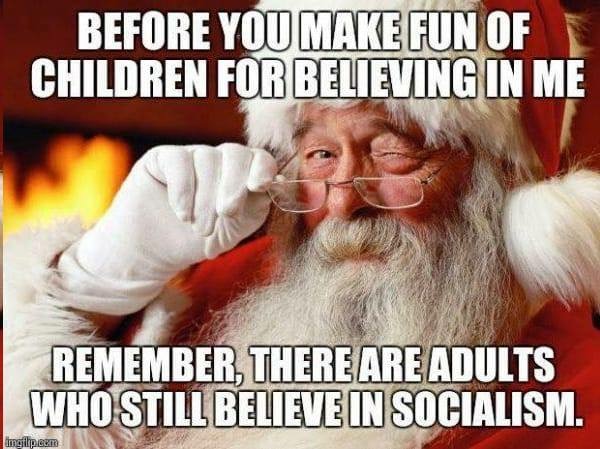 BEFORE YOU MAKE FUN OF
CHILDREN FOR BELIEVING IN ME
REMEMBER, THERE ARE ADULTS
WHO STILL BELIEVE IN SOCIALISM.
imgflip.com